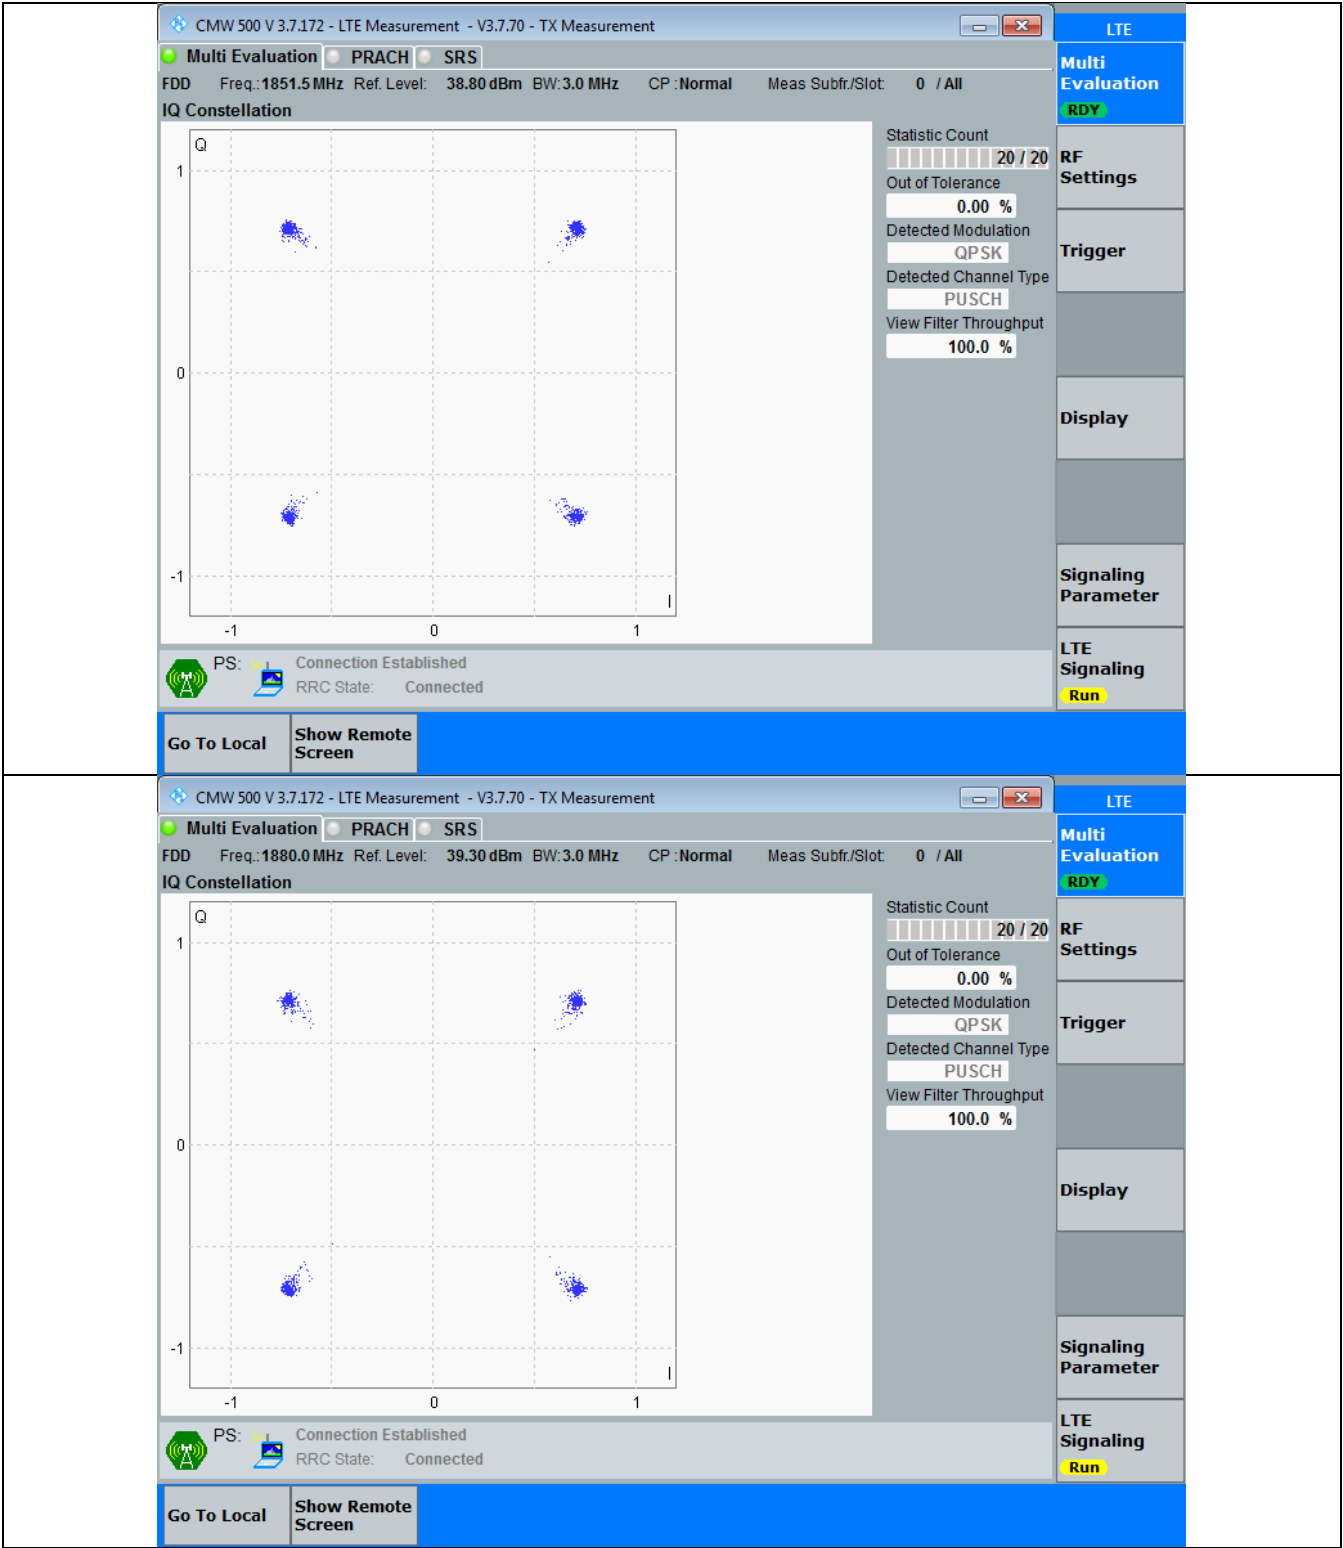 CMW 500 V 3.7.172 - LTE Measurement - V3.7.70 - TX Measurement
LTE
Multi Evaluation PRACH SRS
Multi
Evaluation
RDY
FDD Freq.: 1851.5 MHz Ref. Level: 38.80 dBm BW: 3.0 MHz CP : Normal Meas Subfr./Slot: 0 / All
IQ Constellation
Q
1
0
-1
I
-1 0 1
Statistic Count
20 / 20
Out of Tolerance
0.00 %
Detected Modulation
QPSK
Detected Channel Type
PUSCH
View Filter Throughput
100.0 %
RF
Settings
Trigger
Display
Signaling
Parameter
LTE
Signaling
Run
PS: Connection Established
RRC State: Connected
Go To Local
Show Remote
Screen
CMW 500 V 3.7.172 - LTE Measurement - V3.7.70 - TX Measurement
LTE
Multi Evaluation PRACH SRS
Multi
Evaluation
RDY
FDD Freq.: 1880.0 MHz Ref. Level: 39.30 dBm BW: 3.0 MHz CP : Normal Meas Subfr./Slot: 0 / All
IQ Constellation
Q
1
0
-1
I
-1 0 1
Statistic Count
20 / 20
Out of Tolerance
0.00 %
Detected Modulation
QPSK
Detected Channel Type
PUSCH
View Filter Throughput
100.0 %
RF
Settings
Trigger
Display
Signaling
Parameter
LTE
Signaling
Run
PS: Connection Established
RRC State: Connected
Go To Local
Show Remote
Screen